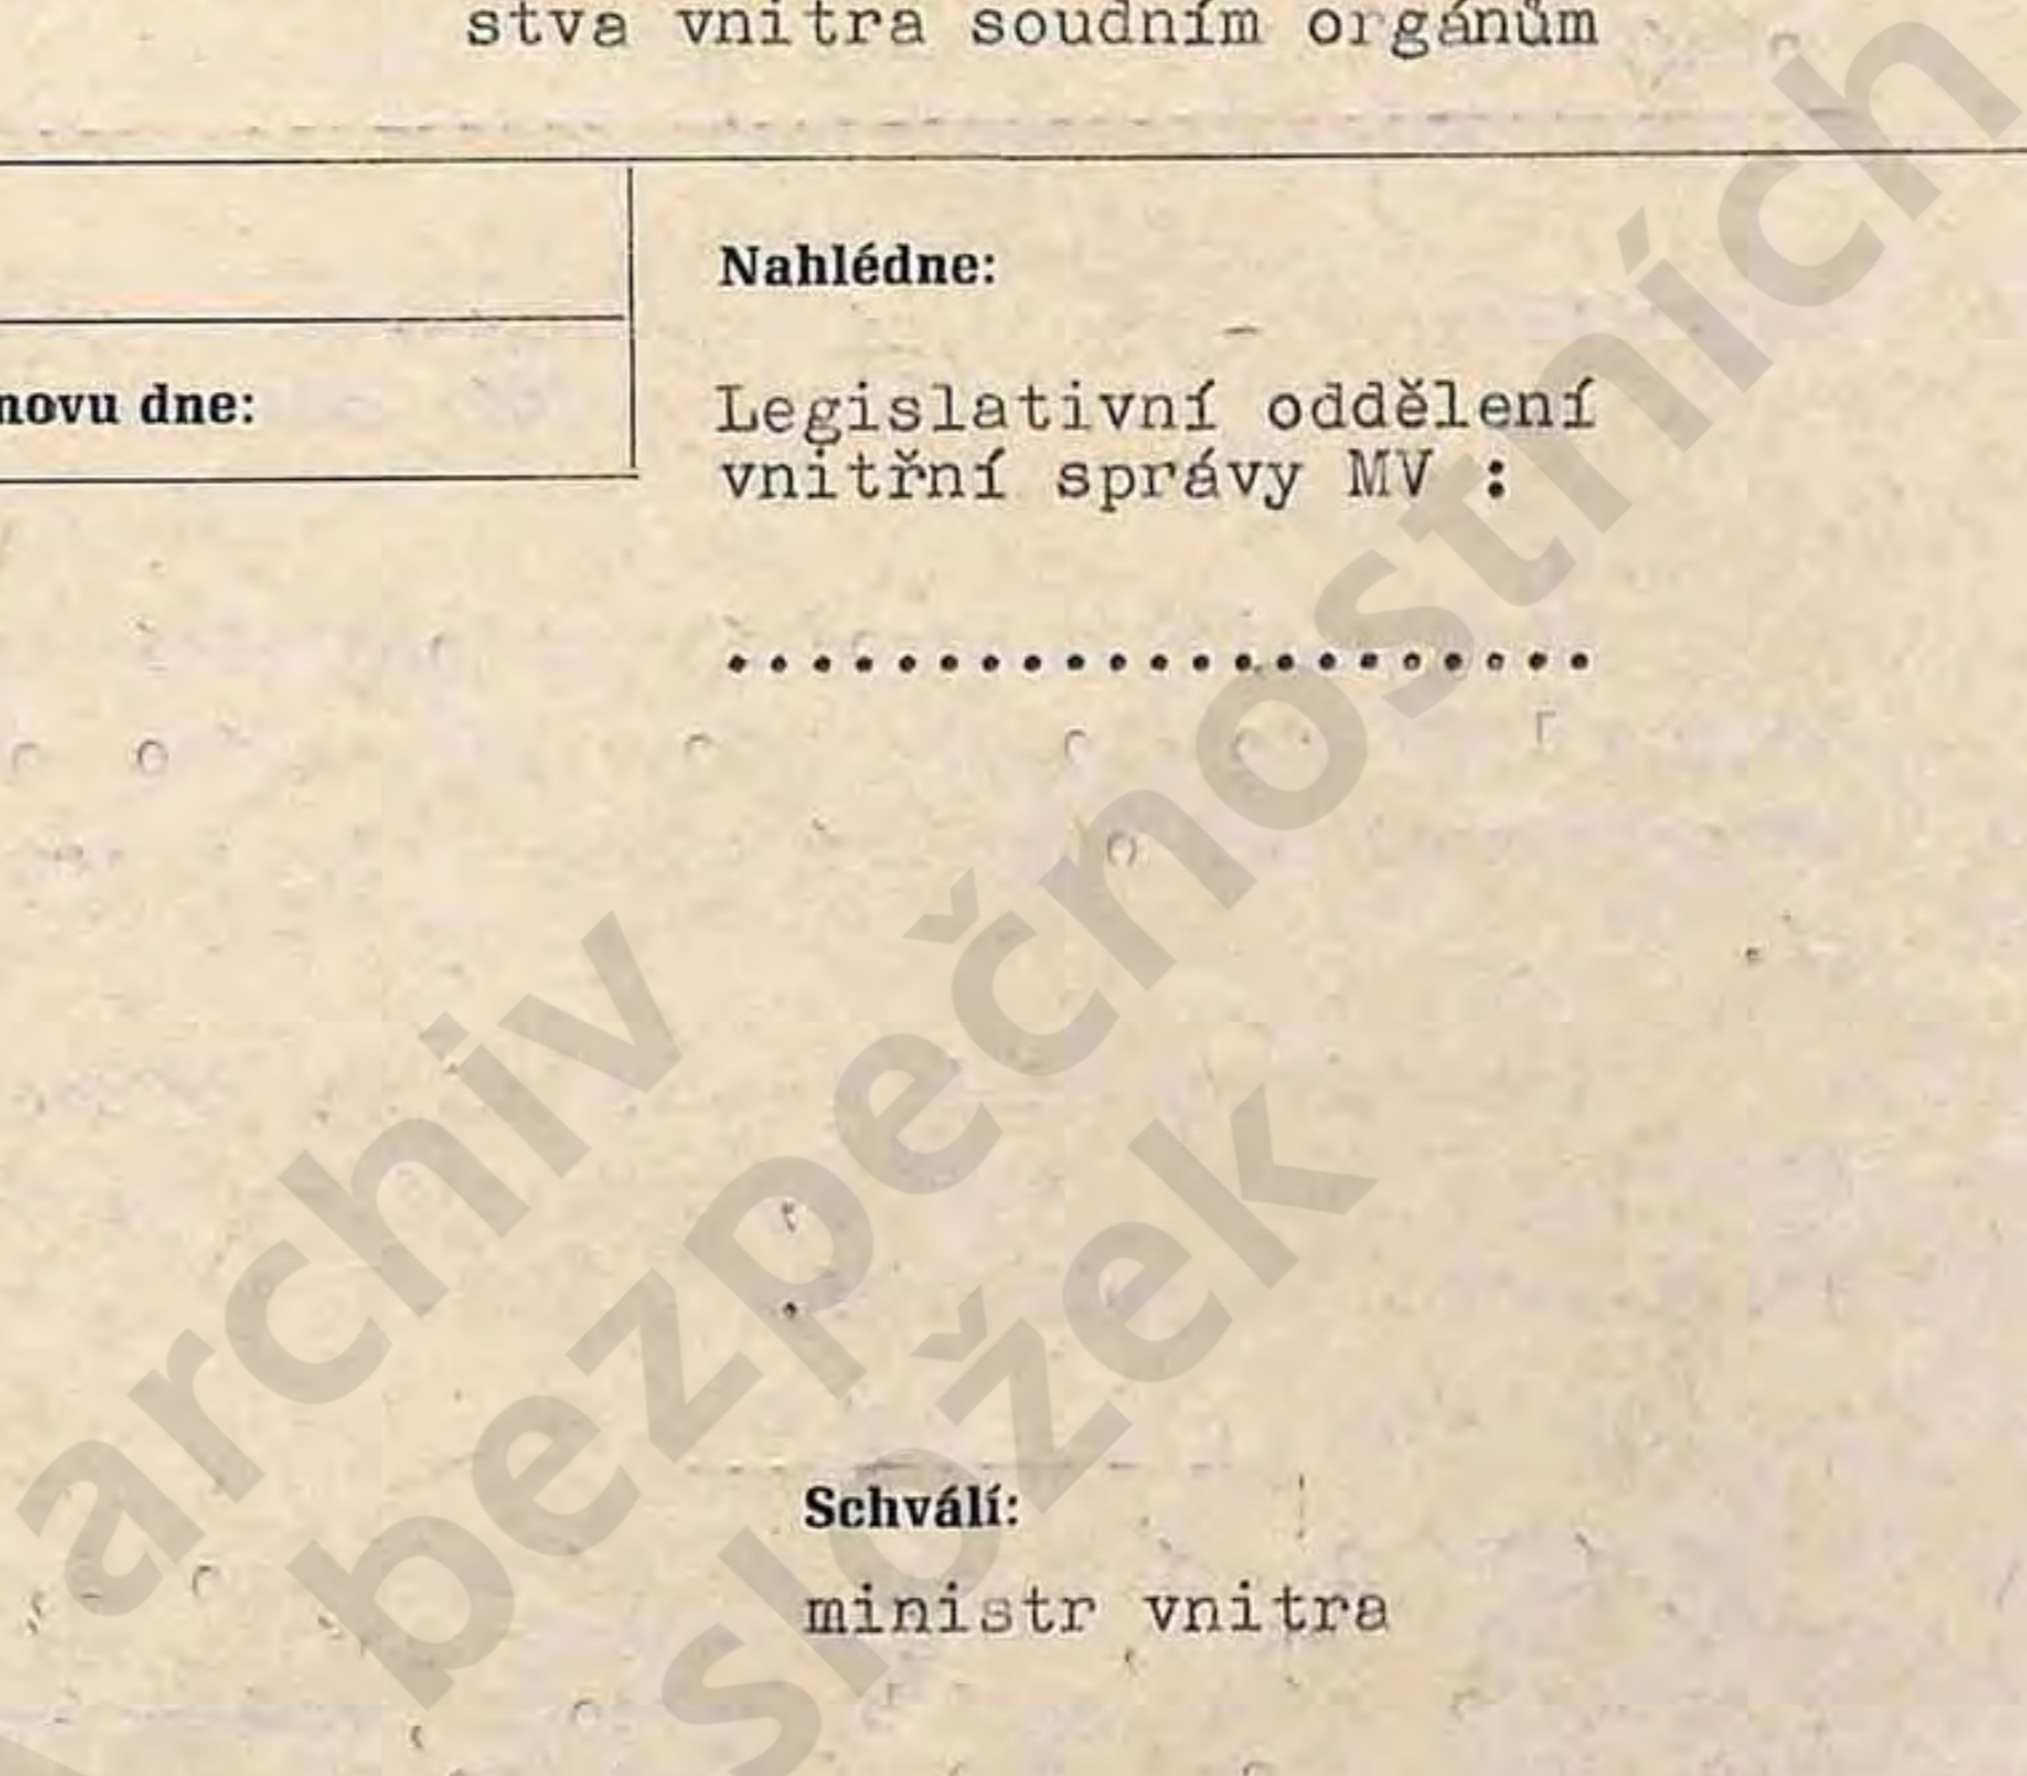 stva vnitra soudním orgánům
Nahlédne:
novu dne:
Legislativní oddělení
vnitřní správy MV :
.....................
Schválí:
ministr vnitra
archiv
bezpečnostních
složek